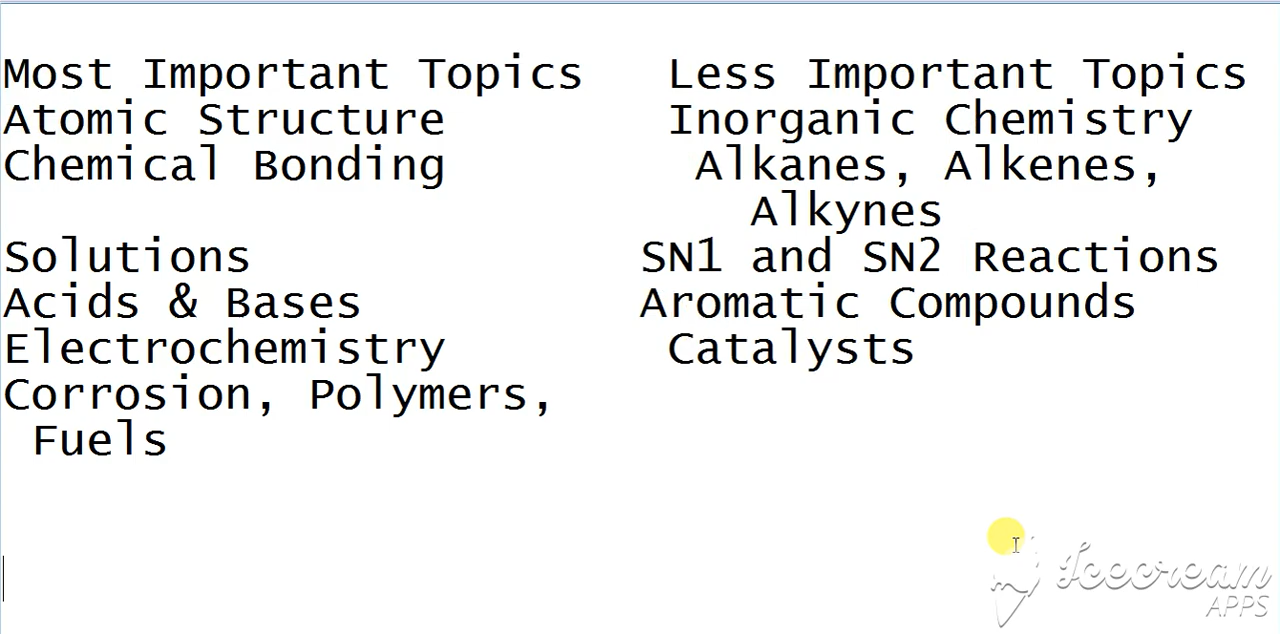 Most Important Topics
Atomic Structure
Chemical Bonding
Solutions
Acids & Bases
Electrochemistry
Corrosion, Polymers,
Fuels
Less Important Topics
Inorganic Chemistry
Alkanes, Alkenes,
Alkynes
SN1 and SN2 Reactions
Aromatic Compounds
Catalysts
Icecream
APPS